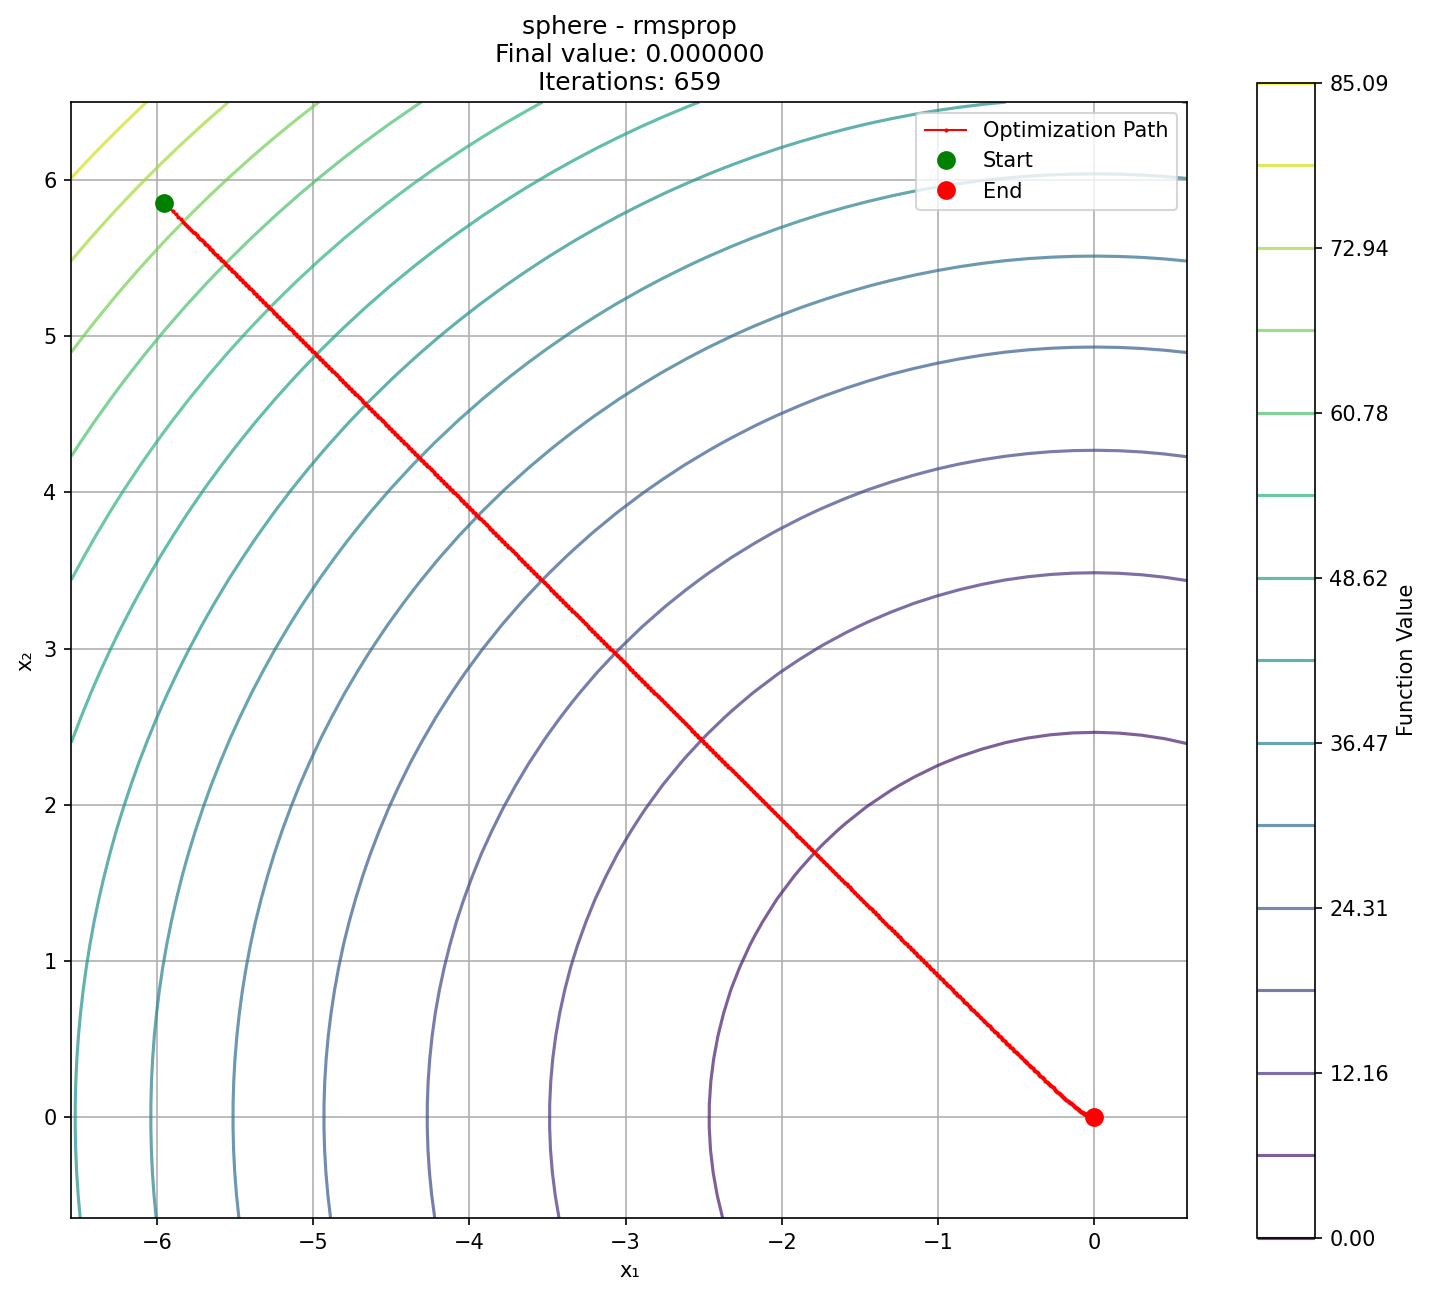 sphere - rmsprop
Final value: 0.000000
Iterations: 659
Optimization Path
Start
End
6
5
4
3
2
1
0
x₂
−6
−5
−4
−3
−2
−1
0
x₁
85.09
72.94
60.78
48.62
36.47
24.31
12.16
0.00
Function Value